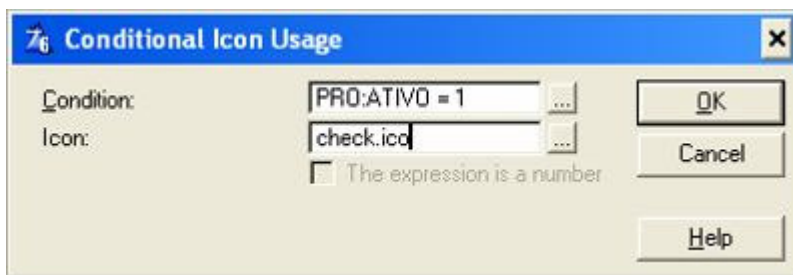 Conditional Icon Usage
Condition: PRO:ATIVO = 1 ... OK
Icon: check.ico ... Cancel
The expression is a number
Help